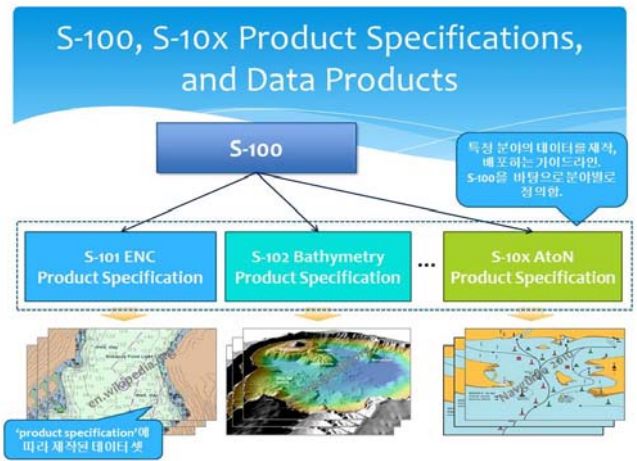 S-100, S-10x Product Specifications,
and Data Products
S-100
특정 분야의 데이터를 제작,
배포하는 가이드라인.
S-100을 바탕으로 분야별로
정의함.
S-101 ENC
Product Specification
S-102 Bathymetry
Product Specification
...
S-10x AtoN
Product Specification
en.wikipedia.org
'product specification'에
따라 제작된 데이터 셋